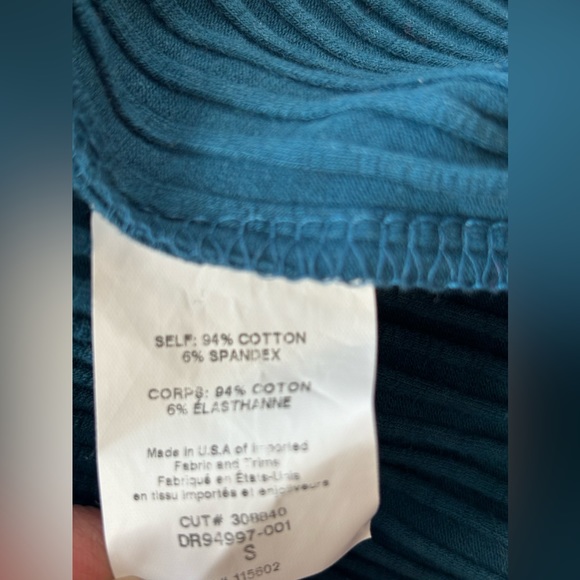 SELF: 94% COTTON
6% SPANDEX
CORPS: 94% COTON
6% ÉLASTHANNE
Made in U.S.A of Imported
Fabric and Trims
Fabriqué en États-Unis
en tissu importés et enjoliveurs
CUT# 308840
DR94997-001
S
115602